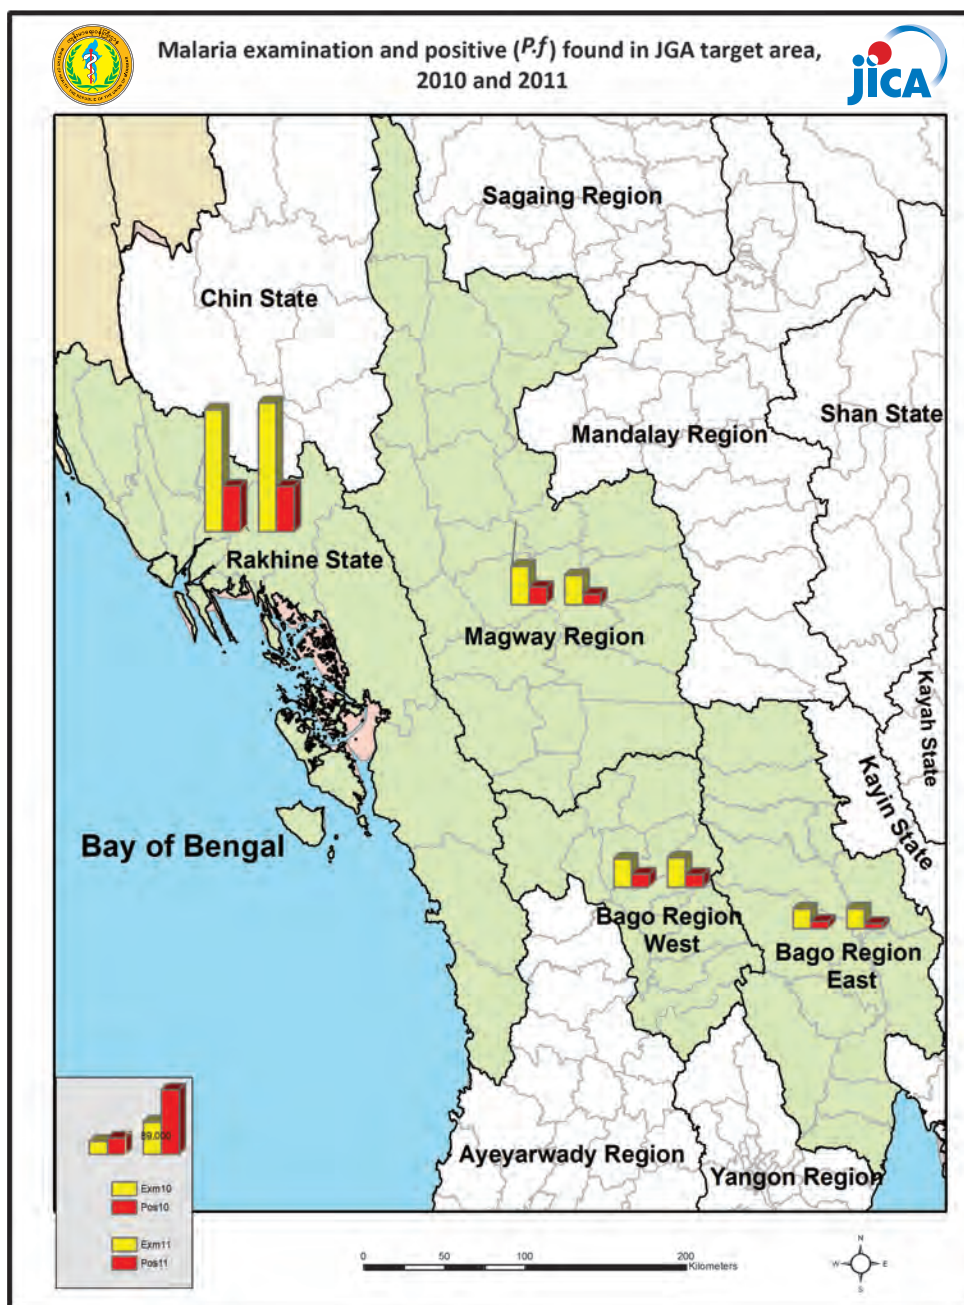 Malaria examination and positive (P.f) found in JGA target area,
2010 and 2011
jICA
Sagaing Region
Chin State
Shan State
Mandalay Region
Rakhine State
Magway Region
Kayah State
Kayin State
Bay of Bengal
Bago Region
West
Bago Region
East
Ayeyarwady Region
Yangon Region
89,000
Exm10
Pos10
Exm11
Pos11
0 50 100 200
Kilometers
N
W E
S